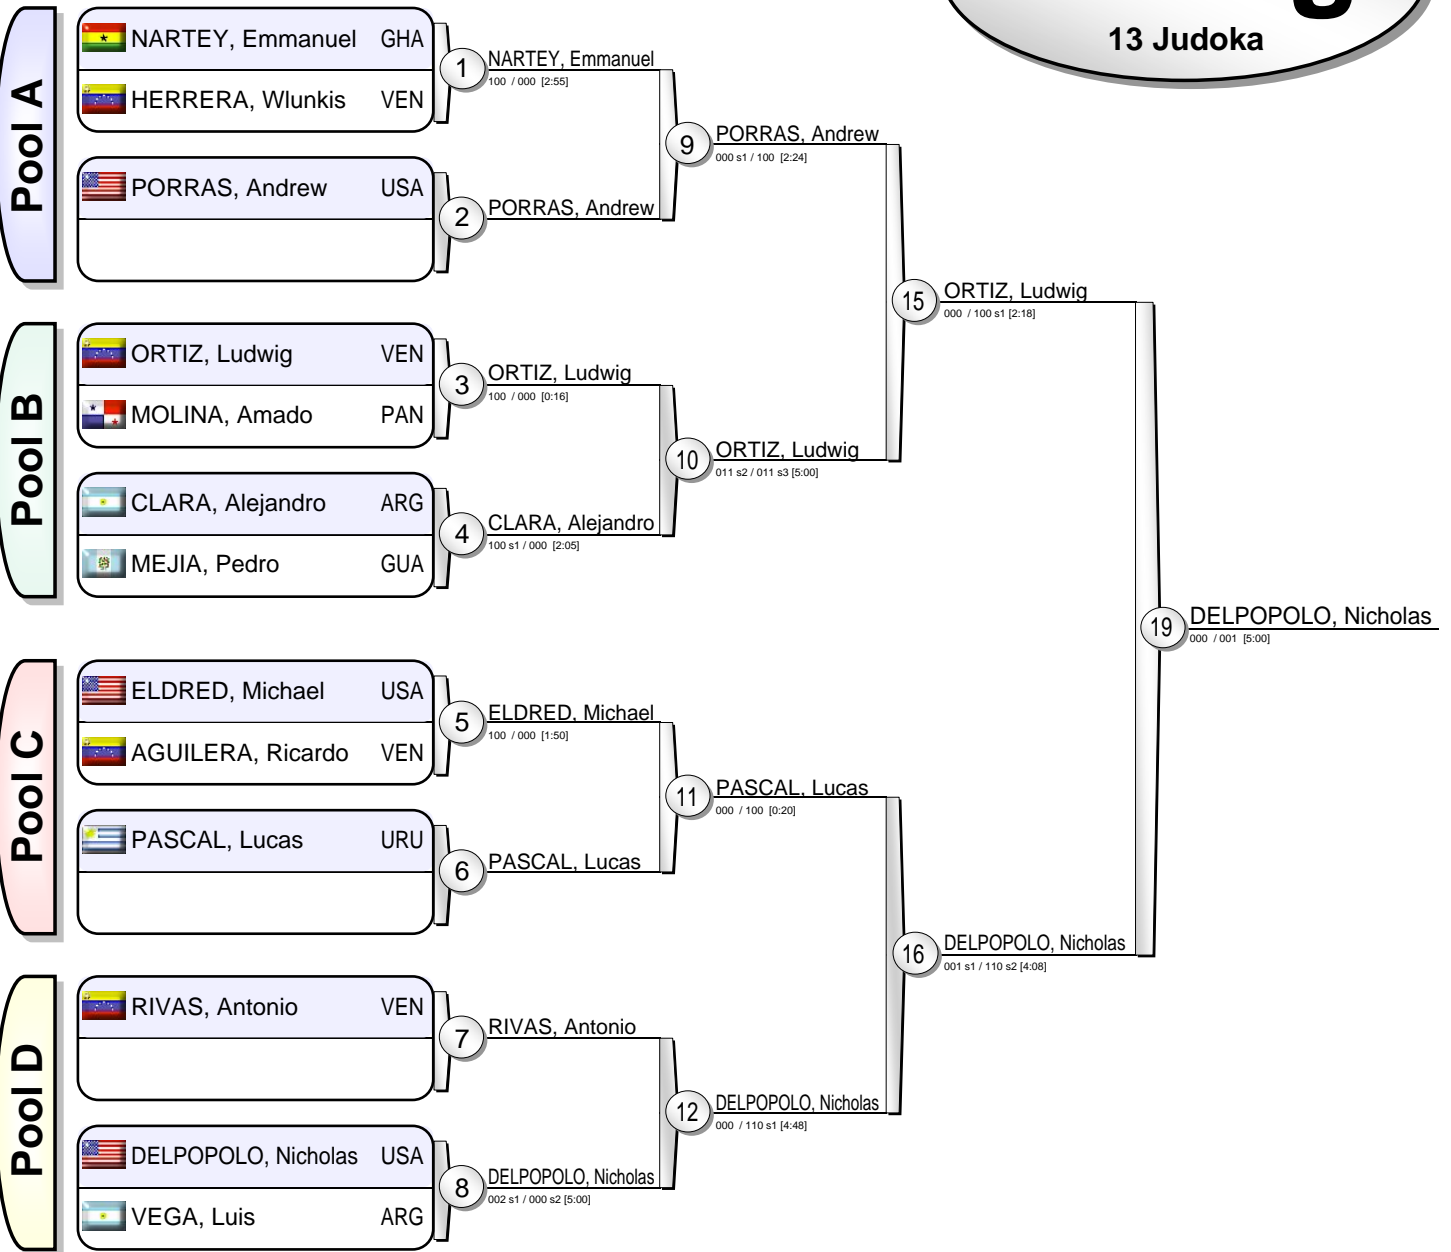 13 Judoka
Pool A
NARTEY, Emmanuel GHA
HERRERA, Wlunkis VEN
1
NARTEY, Emmanuel
100 / 000 [2:55]
PORRAS, Andrew USA
2
PORRAS, Andrew
9
PORRAS, Andrew
000 s1 / 100 [2:24]
Pool B
ORTIZ, Ludwig VEN
MOLINA, Amado PAN
3
ORTIZ, Ludwig
100 / 000 [0:16]
CLARA, Alejandro ARG
MEJIA, Pedro GUA
4
CLARA, Alejandro
100 s1 / 000 [2:05]
10
ORTIZ, Ludwig
011 s2 / 011 s3 [5:00]
15
ORTIZ, Ludwig
000 / 100 s1 [2:18]
Pool C
ELDRED, Michael USA
AGUILERA, Ricardo VEN
5
ELDRED, Michael
100 / 000 [1:50]
PASCAL, Lucas URU
6
PASCAL, Lucas
11
PASCAL, Lucas
000 / 100 [0:20]
Pool D
RIVAS, Antonio VEN
7
RIVAS, Antonio
DELPOPOLO, Nicholas USA
VEGA, Luis ARG
8
DELPOPOLO, Nicholas
002 s1 / 000 s2 [5:00]
12
DELPOPOLO, Nicholas
000 / 110 s1 [4:48]
16
DELPOPOLO, Nicholas
001 s1 / 110 s2 [4:08]
19
DELPOPOLO, Nicholas
000 / 001 [5:00]